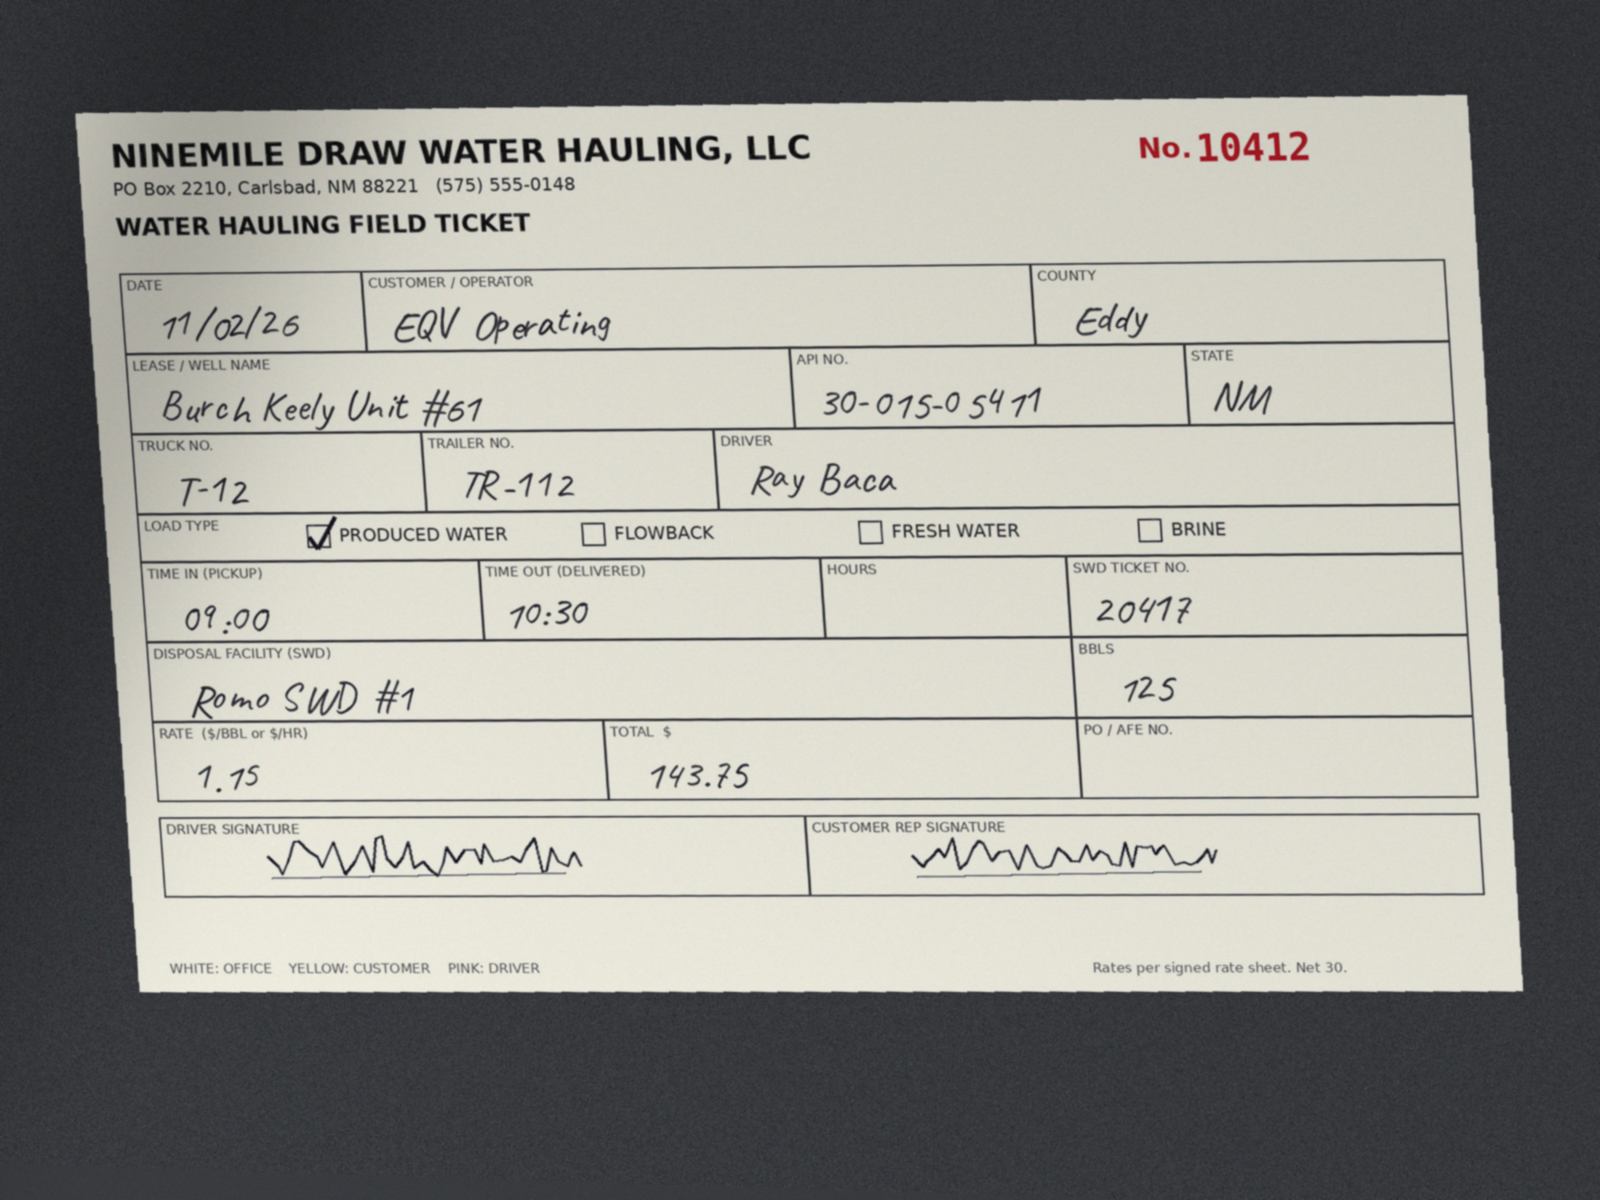 NINEMILE DRAW WATER HAULING, LLC
No. 10412
PO Box 2210, Carlsbad, NM 88221 (575) 555-0148
WATER HAULING FIELD TICKET
DATE CUSTOMER / OPERATOR COUNTY
11/02/26 EQV Operating Eddy
LEASE / WELL NAME API NO. STATE
Burch Keely Unit #61 30-015-05411 NM
TRUCK NO. TRAILER NO. DRIVER
T-12 TR-112 Ray Baca
LOAD TYPE PRODUCED WATER FLOWBACK FRESH WATER BRINE
TIME IN (PICKUP) TIME OUT (DELIVERED) HOURS SWD TICKET NO.
09:00 10:30 20417
DISPOSAL FACILITY (SWD) BBLS
Romo SWD #1 125
RATE ($/BBL or $/HR) TOTAL $ PO / AFE NO.
1.15 143.75
DRIVER SIGNATURE CUSTOMER REP SIGNATURE
WHITE: OFFICE YELLOW: CUSTOMER PINK: DRIVER Rates per signed rate sheet. Net 30.